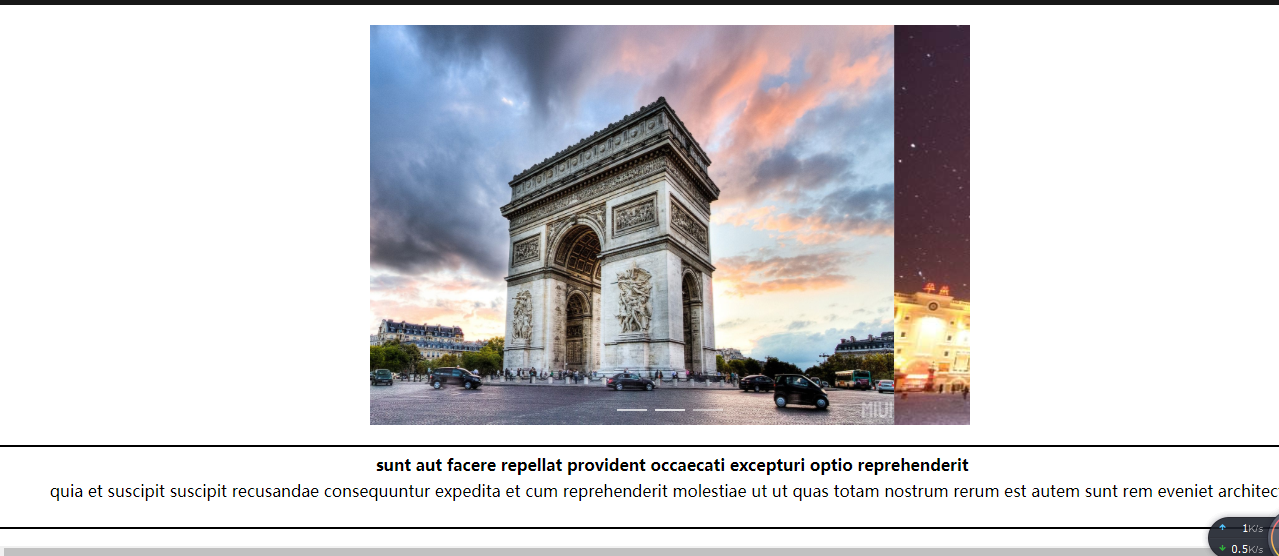 MIUI
sunt aut facere repellat provident occaecati excepturi optio reprehenderit
quia et suscipit suscipit recusandae consequuntur expedita et cum reprehenderit molestiae ut ut quas totam nostrum rerum est autem sunt rem eveniet architec
1K/s
0.5K/s